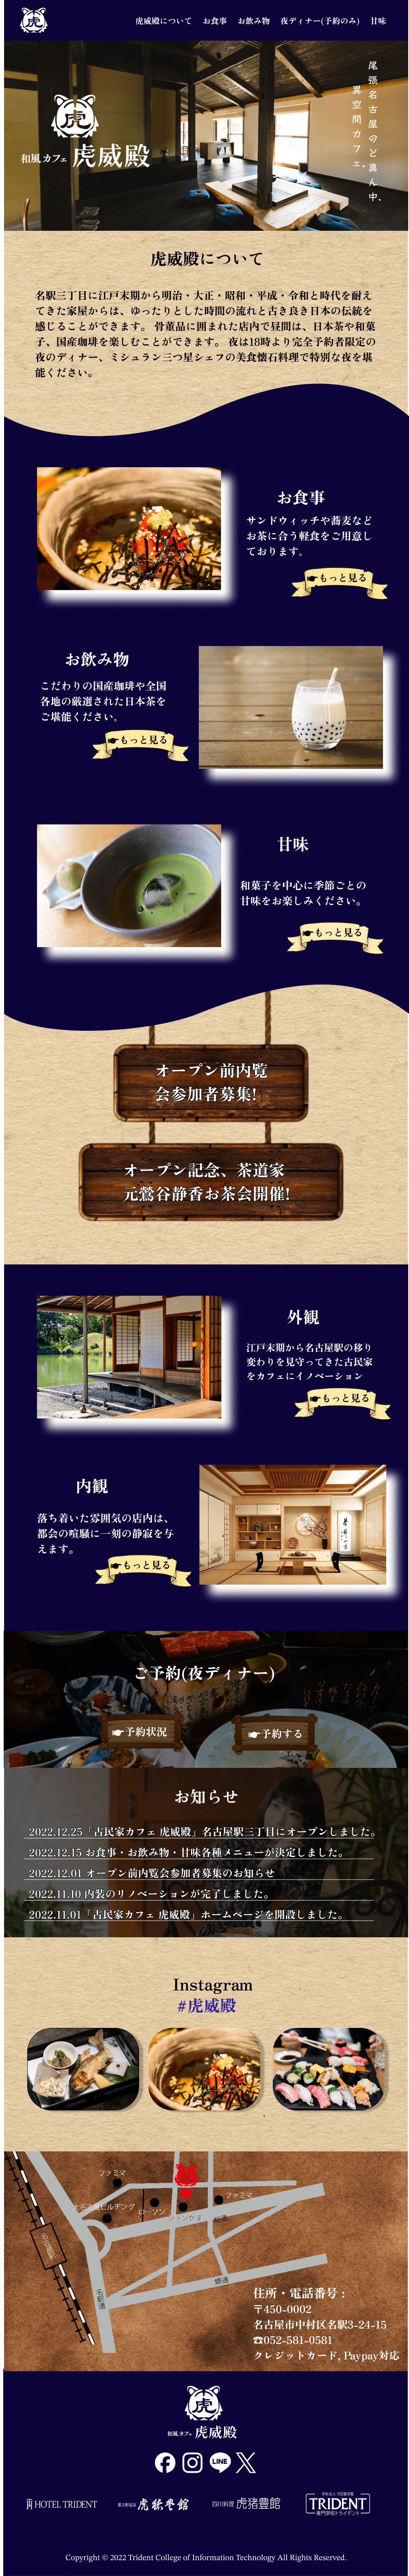 虎
虎威殿について お食事 お飲み物 夜ディナー(予約のみ) 甘味
尾張名古屋のど真ん中、
異空間カフェ。
虎
和風カフェ 虎威殿
虎威殿について
名駅三丁目に江戸末期から明治・大正・昭和・平成・令和と時代を耐え
てきた家屋からは、ゆったりとした時間の流れと古き良き日本の伝統を
感じることができます。 骨董品に囲まれた店内で昼間は、日本茶や和菓
子、国産珈琲を楽しむことができます。 夜は18時より完全予約者限定の
夜のディナー、ミシュラン三つ星シェフの美食懐石料理で特別な夜を堪
能ください。
お食事
サンドウィッチや蕎麦など
お茶に合う軽食をご用意し
ております。
☛もっと見る
お飲み物
こだわりの国産珈琲や全国
各地の厳選された日本茶を
ご堪能ください。
☛もっと見る
甘味
和菓子を中心に季節ごとの
甘味をお楽しみください。
☛もっと見る
オープン前内覧
会参加者募集!
オープン記念、茶道家
元鶯谷静香お茶会開催!
外観
江戸末期から名古屋駅の移り
変わりを見守ってきた古民家
をカフェにイノベーション
☛もっと見る
内観
落ち着いた雰囲気の店内は、
都会の喧騒に一刻の静寂を与
えます。
☛もっと見る
ご予約(夜ディナー)
☛予約状況
☛予約する
お知らせ
2022.12.25「古民家カフェ 虎威殿」名古屋駅三丁目にオープンしました。
2022.12.15 お食事・お飲み物・甘味各種メニューが決定しました。
2022.12.01 オープン前内覧会参加者募集のお知らせ
2022.11.10 内装のリノベーションが完了しました。
2022.11.01「古民家カフェ 虎威殿」ホームページを開設しました。
Instagram
#虎威殿
ファミマ
大名古屋ビルヂング
ローソン
ファミマ
ジュンク堂
桜通
名駅通
錦通
住所・電話番号：
〒450-0002
名古屋市中村区名駅3-24-15
☎052-581-0581
クレジットカード, Paypay対応
虎
和風カフェ 虎威殿
LINE
HOTEL TRIDENT
四川料理 虎猪豊館
TRIDENT
専門学校トライデント
Copyright © 2022 Trident College of Information Technology All Rights Reserved.